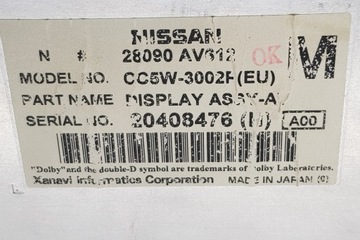 NISSAN
N # 28090 AV612 OK M
MODEL NO. CC5W-3002F(EU)
PART NAME DISPLAY ASSY-A
SERIAL NO. 20408476 (M) A00
"Dolby" and the double-D symbol are trademarks of Dolby Laboratories.
Xanavi Informatics Corporation MADE IN JAPAN